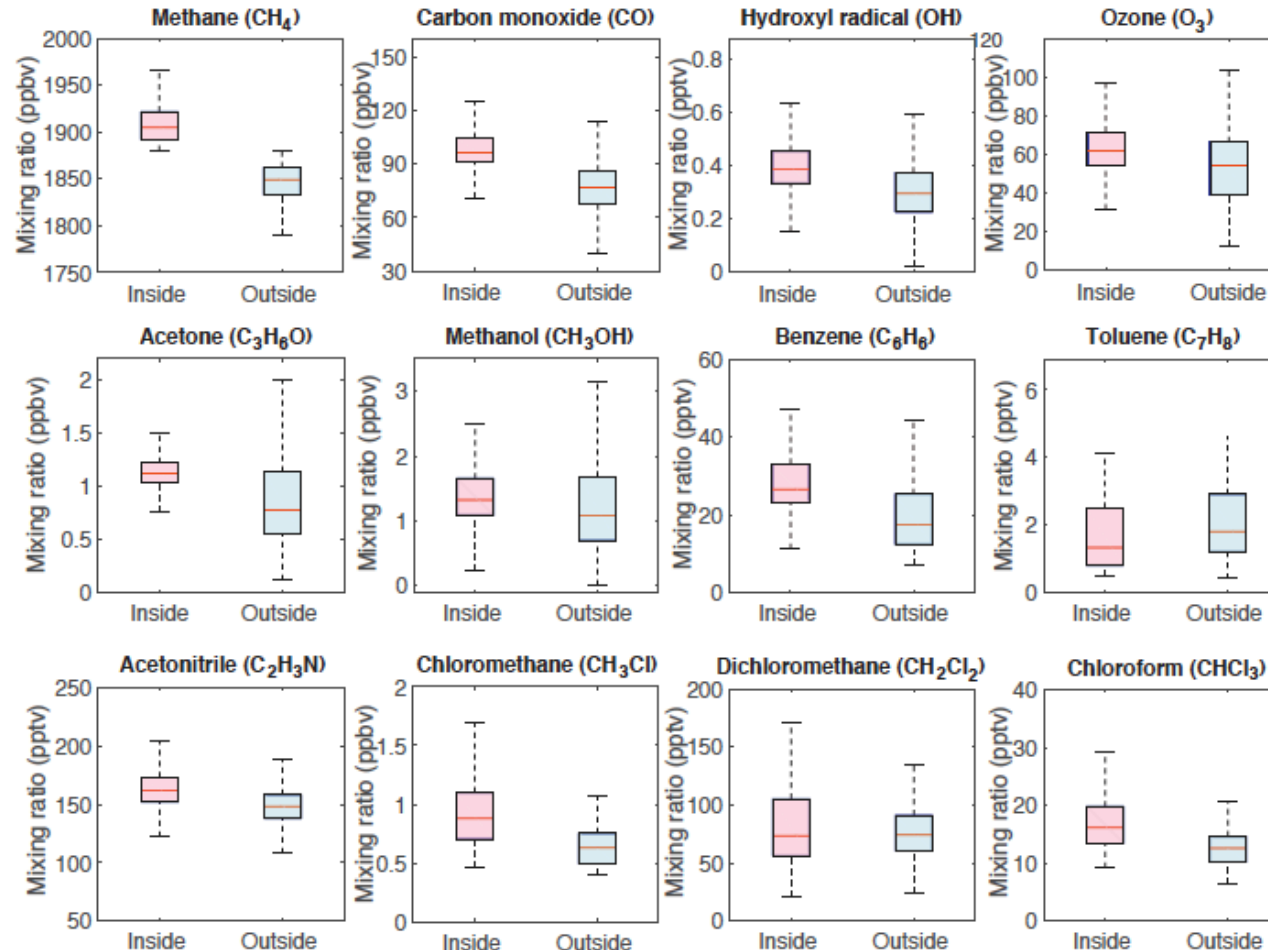 Methane (CH4)
Mixing ratio (ppbv)
2000
1950
1900
1850
1800
1750
Inside Outside
Carbon monoxide (CO)
Mixing ratio (ppbv)
150
120
90
60
30
Inside Outside
Hydroxyl radical (OH)
Mixing ratio (pptv)
0.8
0.6
0.4
0.2
0
Inside Outside
Ozone (O3)
Mixing ratio (ppbv)
120
100
80
60
40
20
0
Inside Outside
Acetone (C3H6O)
Mixing ratio (ppbv)
2
1.5
1
0.5
0
Inside Outside
Methanol (CH3OH)
Mixing ratio (ppbv)
3
2
1
0
Inside Outside
Benzene (C6H6)
Mixing ratio (pptv)
60
40
20
0
Inside Outside
Toluene (C7H8)
Mixing ratio (pptv)
6
4
2
0
Inside Outside
Acetonitrile (C2H3N)
Mixing ratio (pptv)
250
200
150
100
50
Inside Outside
Chloromethane (CH3Cl)
Mixing ratio (ppbv)
2
1.5
1
0.5
0
Inside Outside
Dichloromethane (CH2Cl2)
Mixing ratio (pptv)
200
150
100
50
0
Inside Outside
Chloroform (CHCl3)
Mixing ratio (pptv)
40
30
20
10
0
Inside Outside